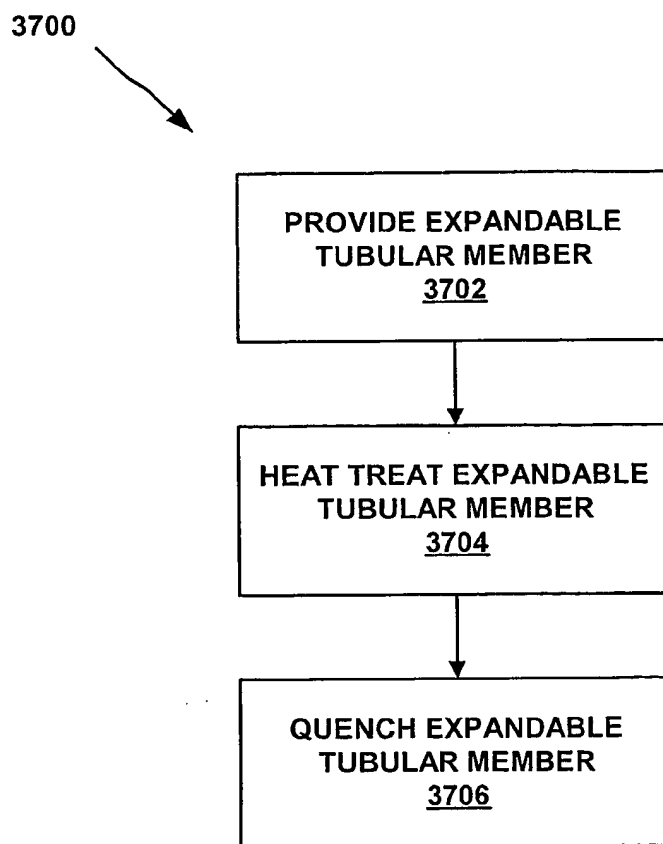 3700
PROVIDE EXPANDABLE
TUBULAR MEMBER
3702
HEAT TREAT EXPANDABLE
TUBULAR MEMBER
3704
QUENCH EXPANDABLE
TUBULAR MEMBER
3706